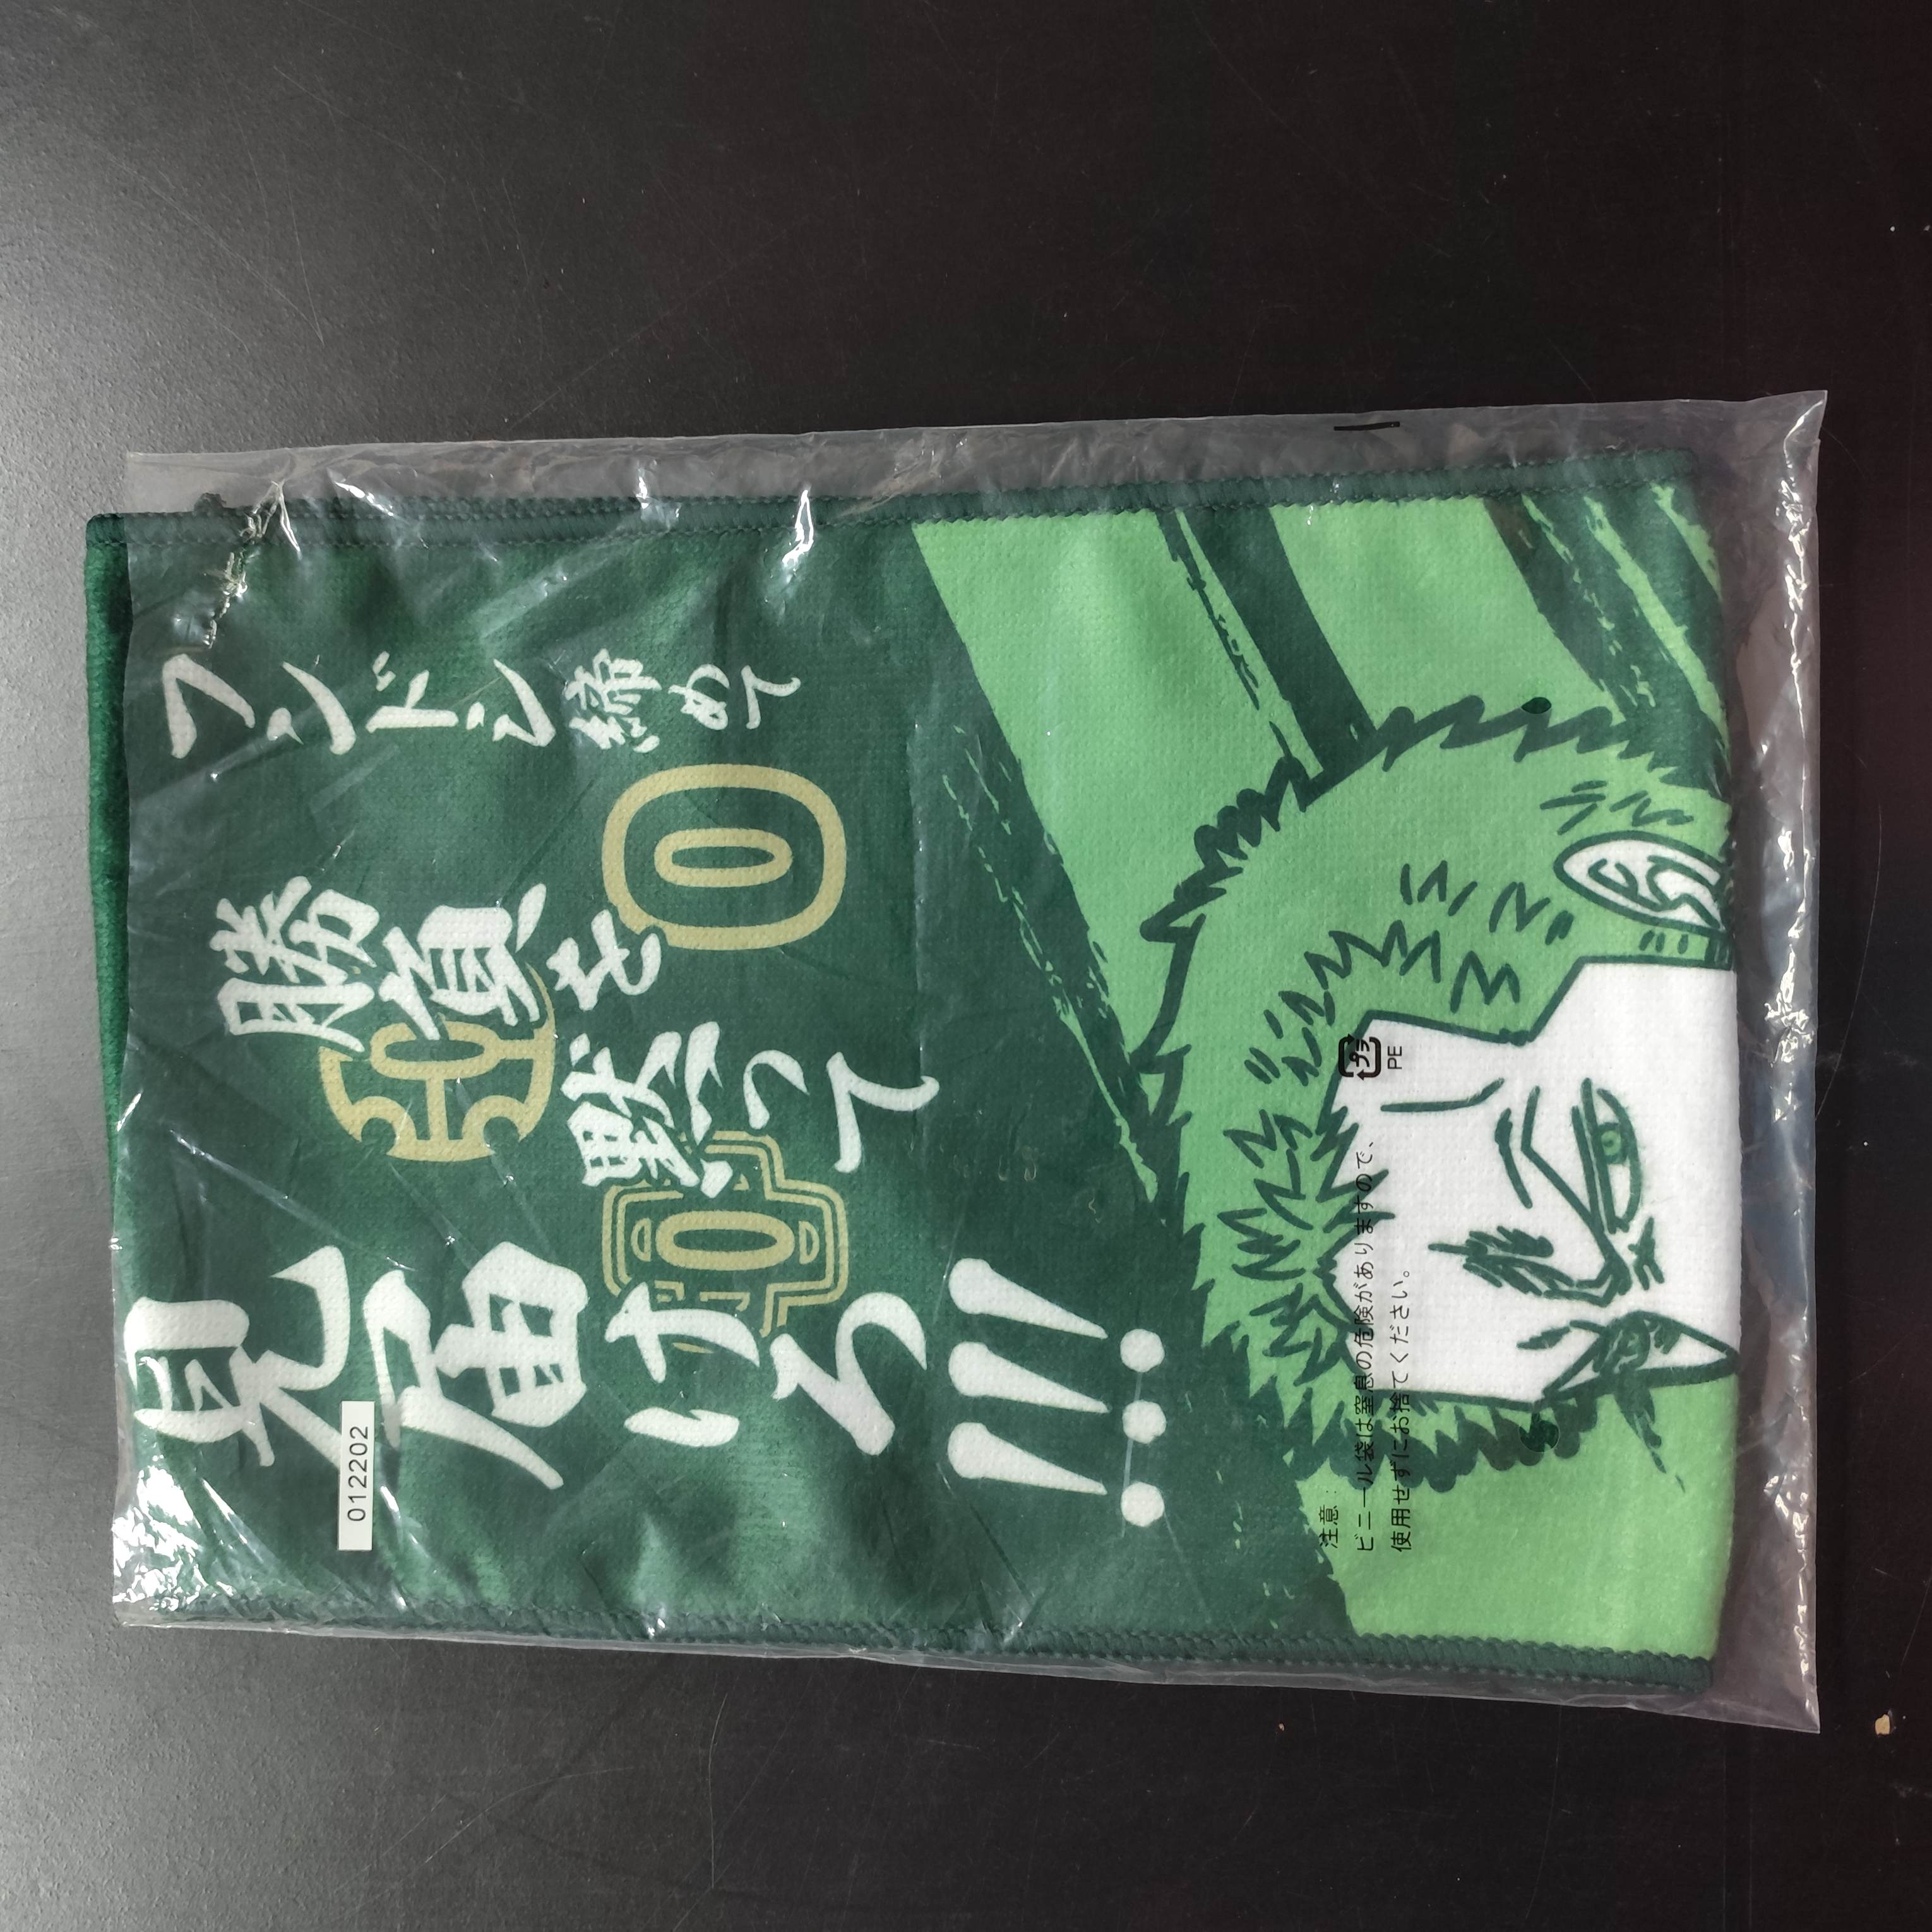 フンドシ締めて
勝負を
黙って
見届けろ!!!
012202
プラ
PE
注意:
ビニール袋は窒息の危険がありますので、
使用せずにお捨てください。